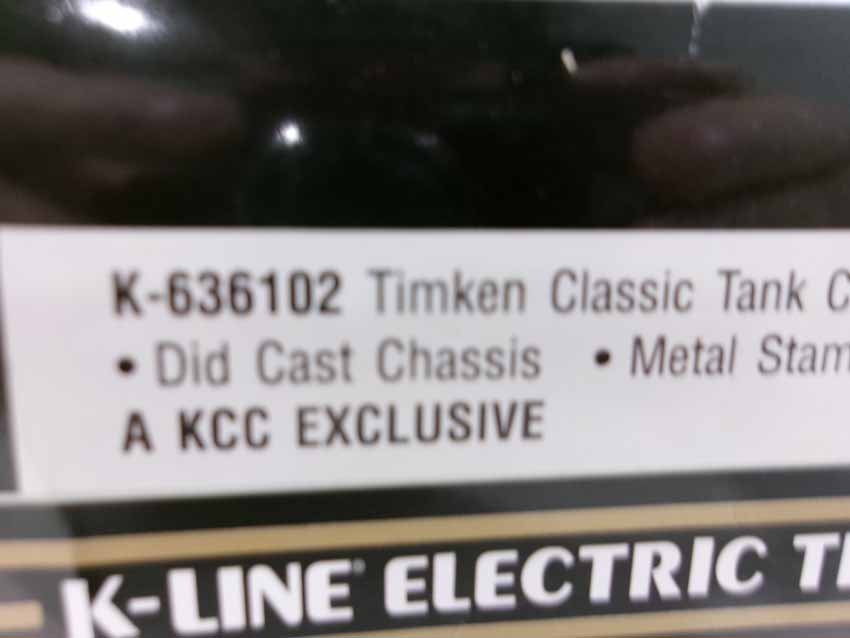 K-636102 Timken Classic Tank C
• Did Cast Chassis • Metal Stam
A KCC EXCLUSIVE
K-LINE® ELECTRIC T